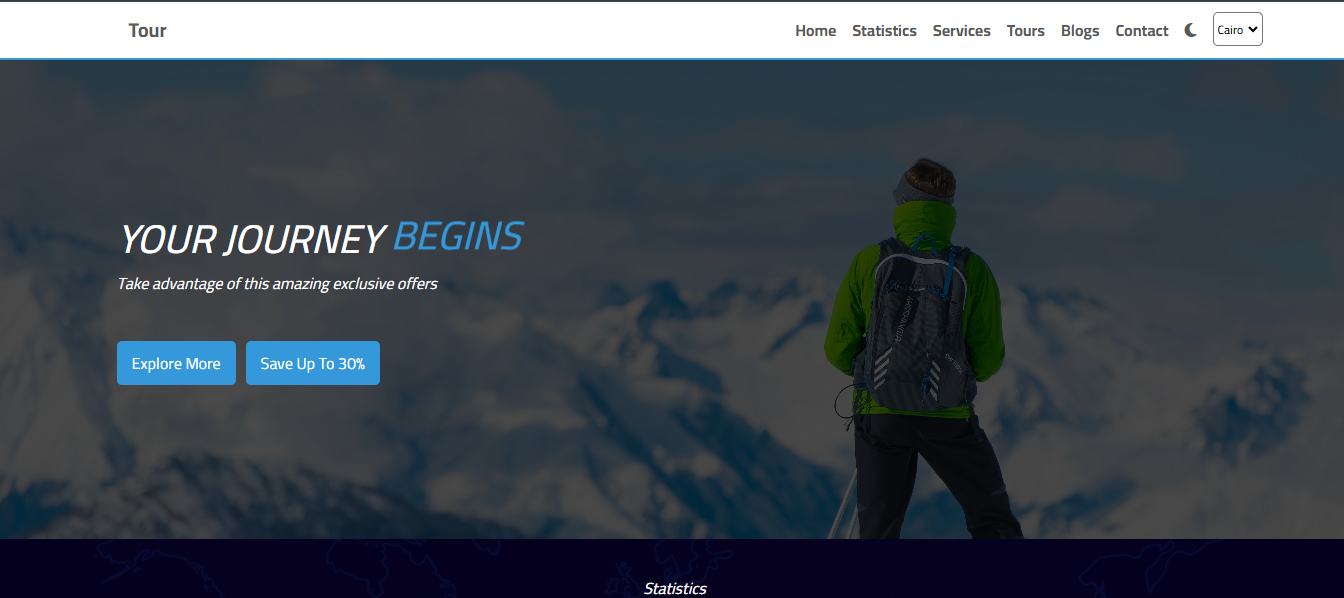 Tour
Home Statistics Services Tours Blogs Contact Cairo
YOUR JOURNEY BEGINS
Take advantage of this amazing exclusive offers
Explore More Save Up To 30%
Statistics